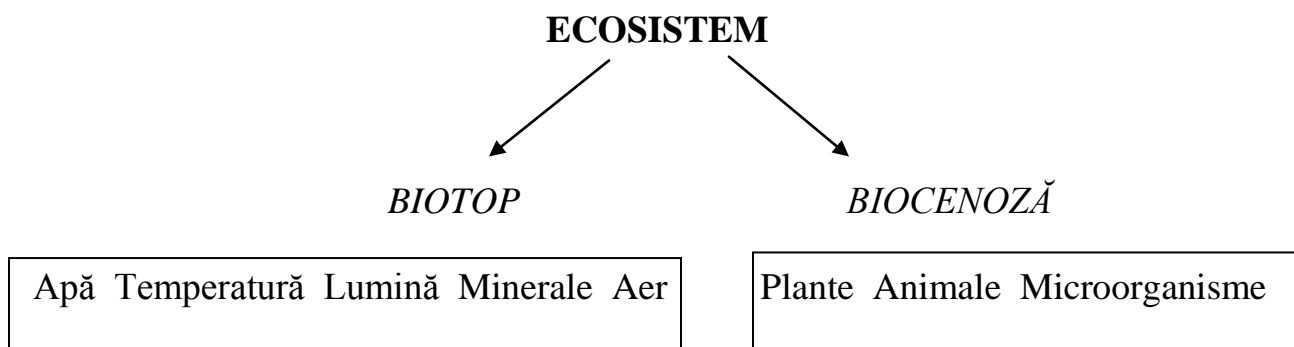 ECOSISTEM
BIOTOP BIOCENOZĂ
Apă Temperatură Lumină Minerale Aer Plante Animale Microorganisme